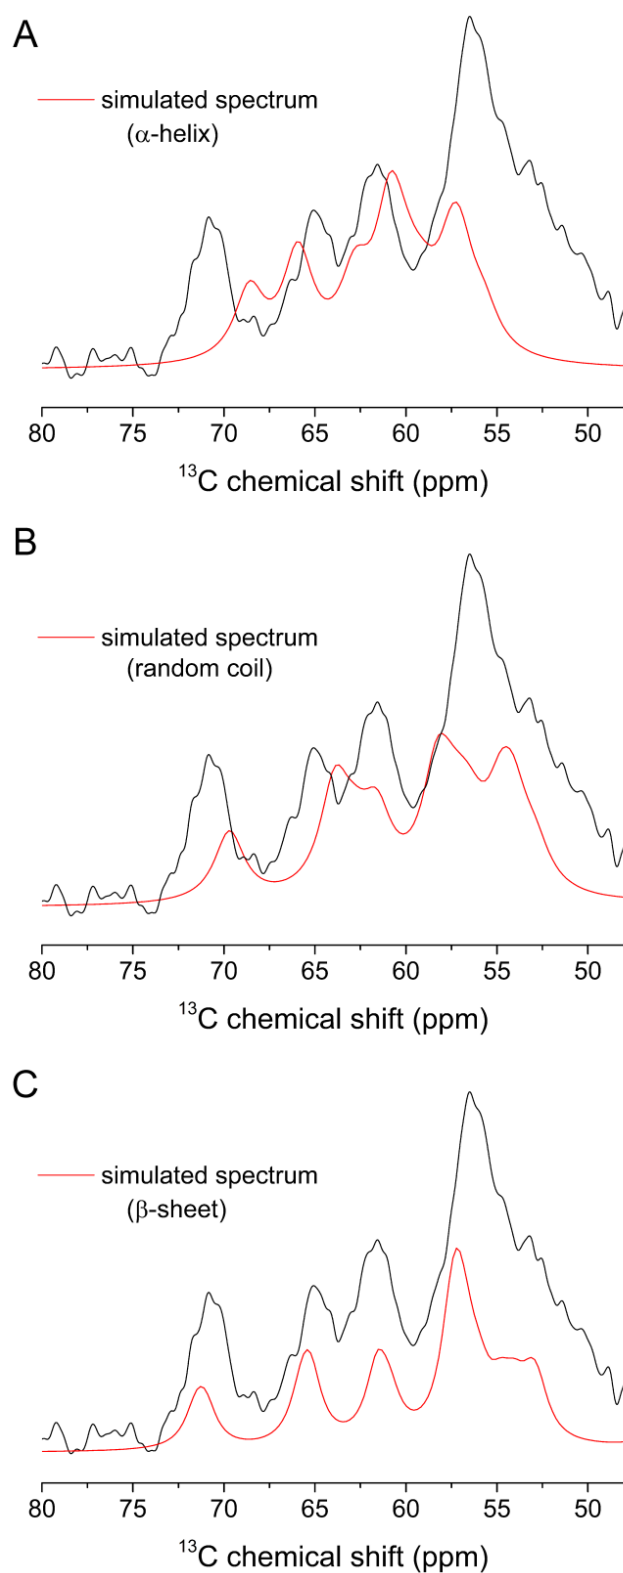 A
simulated spectrum
(α-helix)
80 75 70 65 60 55 50
¹³C chemical shift (ppm)
B
simulated spectrum
(random coil)
80 75 70 65 60 55 50
¹³C chemical shift (ppm)
C
simulated spectrum
(β-sheet)
80 75 70 65 60 55 50
¹³C chemical shift (ppm)